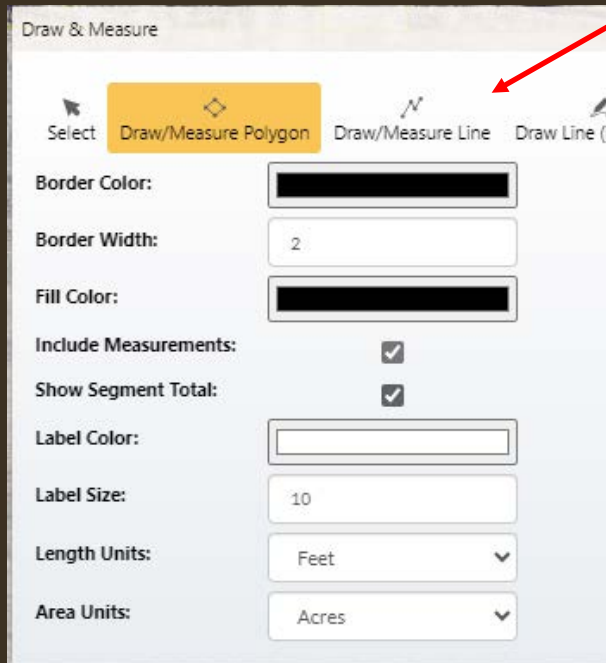 Draw & Measure
Select Draw/Measure Polygon Draw/Measure Line Draw Line (
Border Color:
Border Width: 2
Fill Color:
Include Measurements:
Show Segment Total:
Label Color:
Label Size: 10
Length Units: Feet
Area Units: Acres